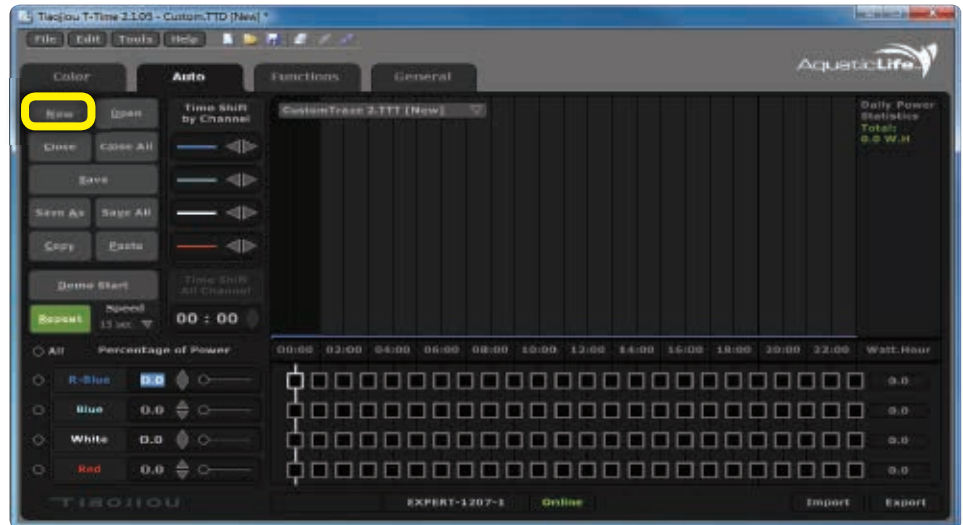 Tiaojiou T-Time 2.1.05 - Custom.TTD [New] *
File Edit Tools Help
AquaticLife
Color Auto Functions General
New Open Time Shift by Channel CustomTrace 2.TTT [New] Daily Power Statistics
Total:
0.0 W.H
Close Close All
Save
Save As Save All
Copy Paste
Demo Start Time Shift All Channel
Repeat Speed 15 sec 00 : 00
All Percentage of Power 00:00 02:00 04:00 06:00 08:00 10:00 12:00 14:00 16:00 18:00 20:00 22:00 Watt.Hour
R-Blue 0.0 0.0
Blue 0.0 0.0
White 0.0 0.0
Red 0.0 0.0
TIAOJIOU EXPERT-1207-1 Online Import Export